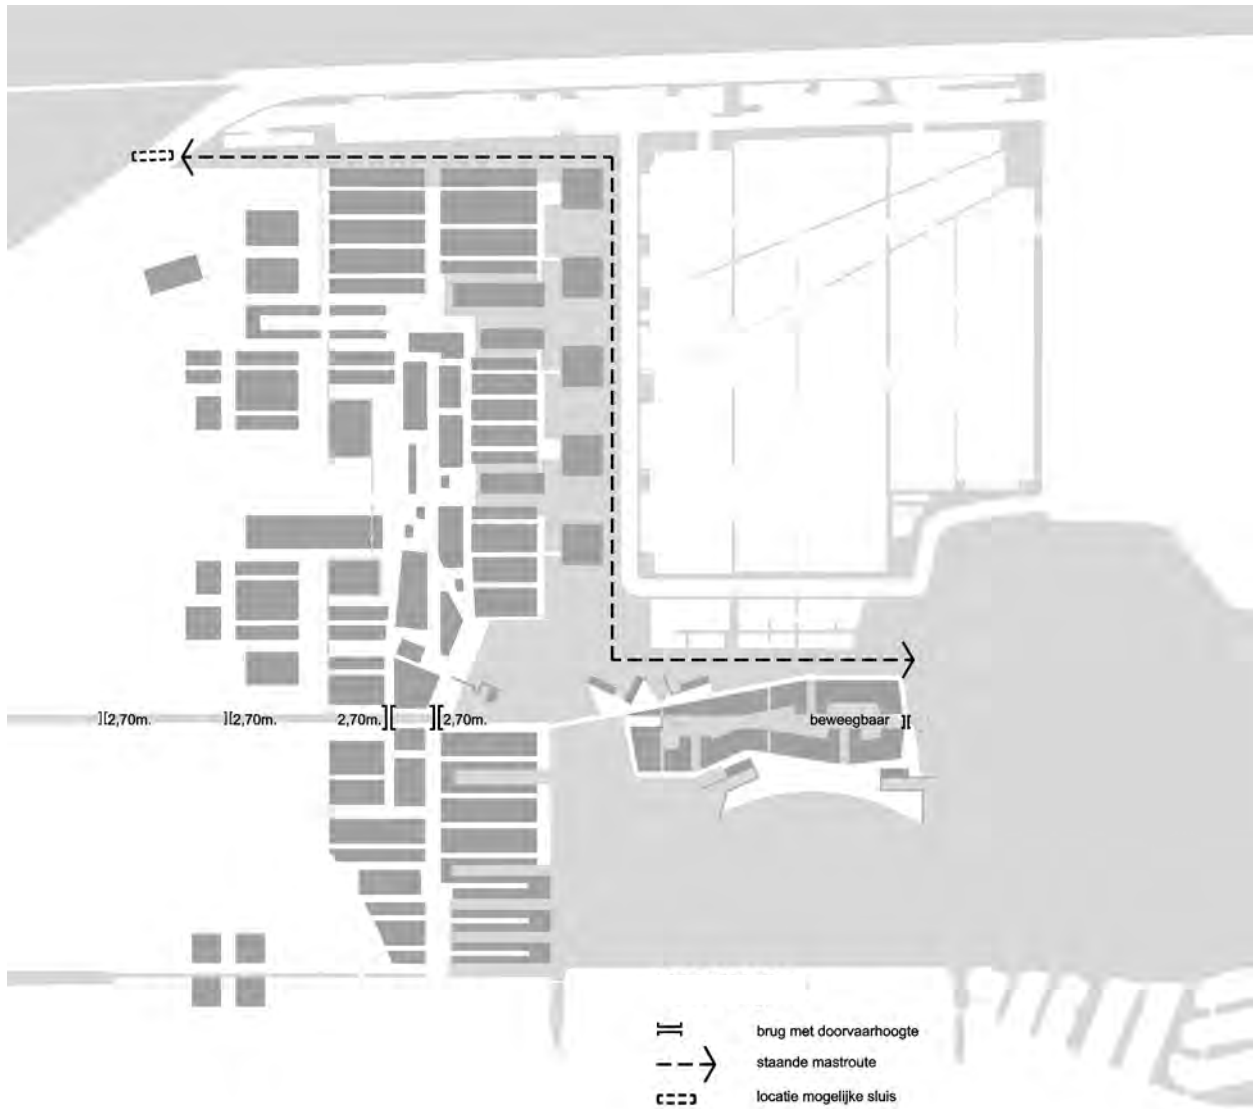 2,70m.
2,70m.
2,70m.
2,70m.
beweegbaar
brug met doorvaarhoogte
staande mastroute
locatie mogelijke sluis